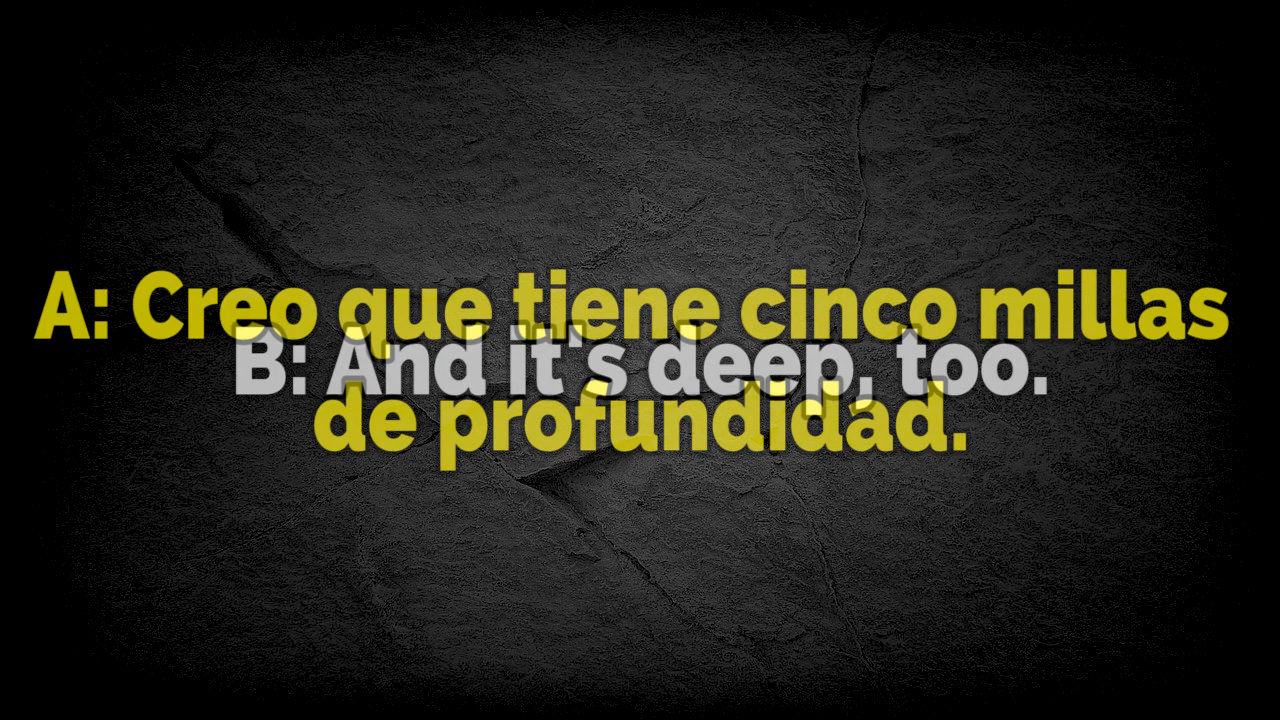 A: Creo que tiene cinco millas
B: And it's deep, too.
de profundidad.